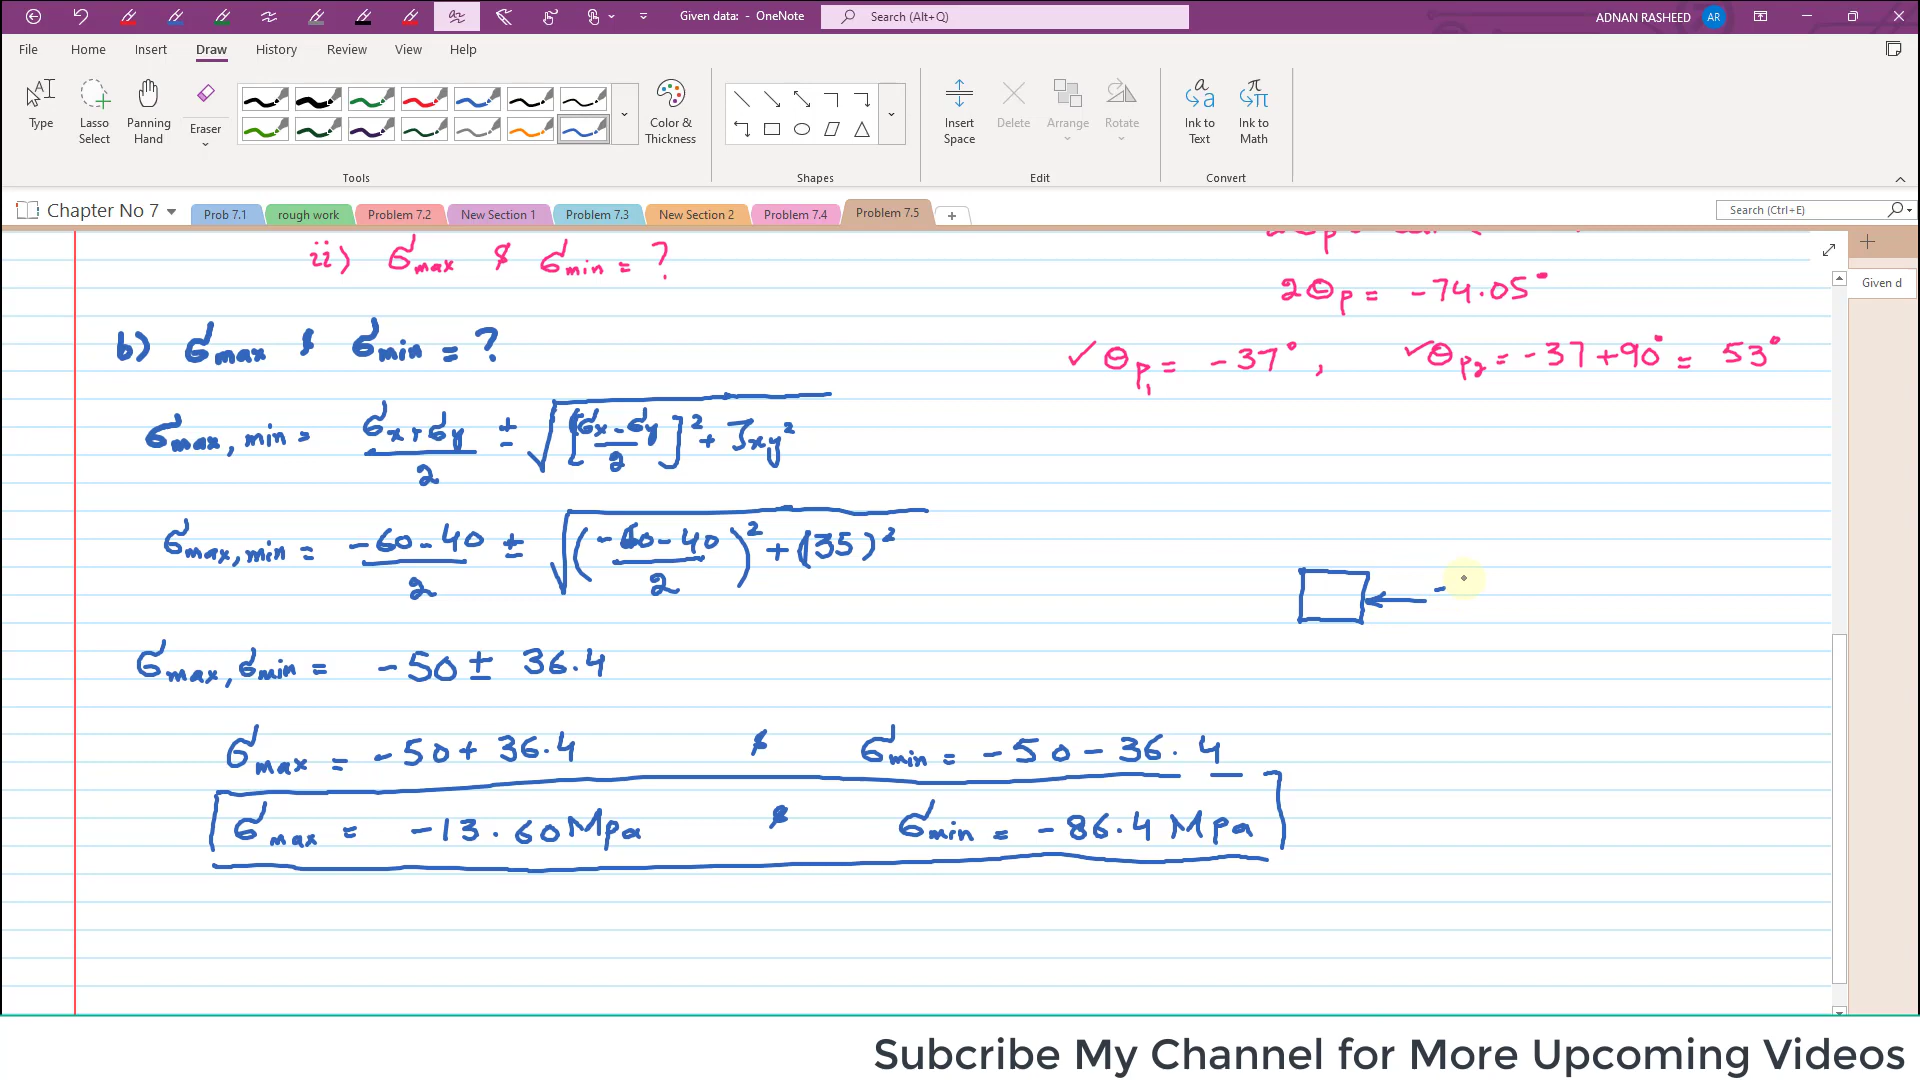 Given data: - OneNote
Search (Alt+Q)
ADNAN RASHEED AR
File Home Insert Draw History Review View Help
Type
Lasso Select
Panning Hand
Eraser
Color & Thickness
Insert Space
Delete
Arrange
Rotate
Ink to Text
Ink to Math
Tools Shapes Edit Convert
Chapter No 7 Prob 7.1 rough work Problem 7.2 New Section 1 Problem 7.3 New Section 2 Problem 7.4 Problem 7.5 +
Search (Ctrl+E)
Given d
ii) σmax & σmin = ?
2θp = -74.05°
b) σmax & σmin = ?
✓θp1 = -37°, ✓θp2 = -37+90° = 53°
σmax, min = σx+σy/2 ± √[σx-σy/2]² + τxy²
σmax, min = -60-40/2 ± √(-60-40/2)² + (35)²
σmax, σmin = -50 ± 36.4
σmax = -50 + 36.4 & σmin = -50 - 36.4
σmax = -13.60 Mpa & σmin = -86.4 Mpa
Subcribe My Channel for More Upcoming Videos